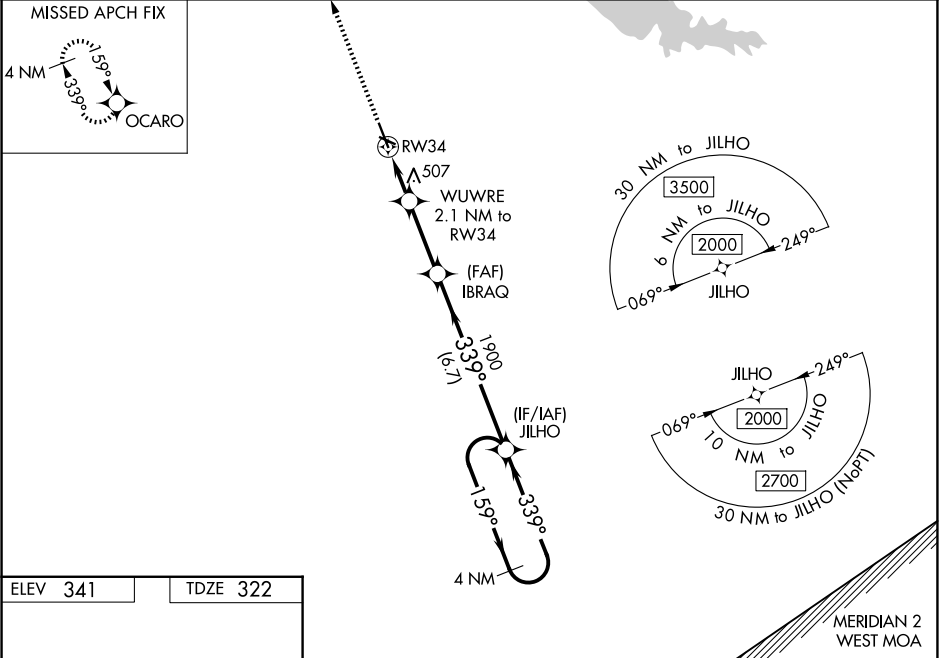 MISSED APCH FIX
4 NM
159°
339°
OCARO
RW34
507
WUWRE
2.1 NM to
RW34
(FAF)
IBRAQ
1900
339°
(6.7)
(IF/IAF)
JILHO
159°
339°
4 NM
30 NM to JILHO
3500
6 NM to JILHO
2000
249°
069°
JILHO
JILHO
249°
069°
2000
10 NM to JILHO
2700
30 NM to JILHO (NoPT)
ELEV 341
TDZE 322
MERIDIAN 2
WEST MOA